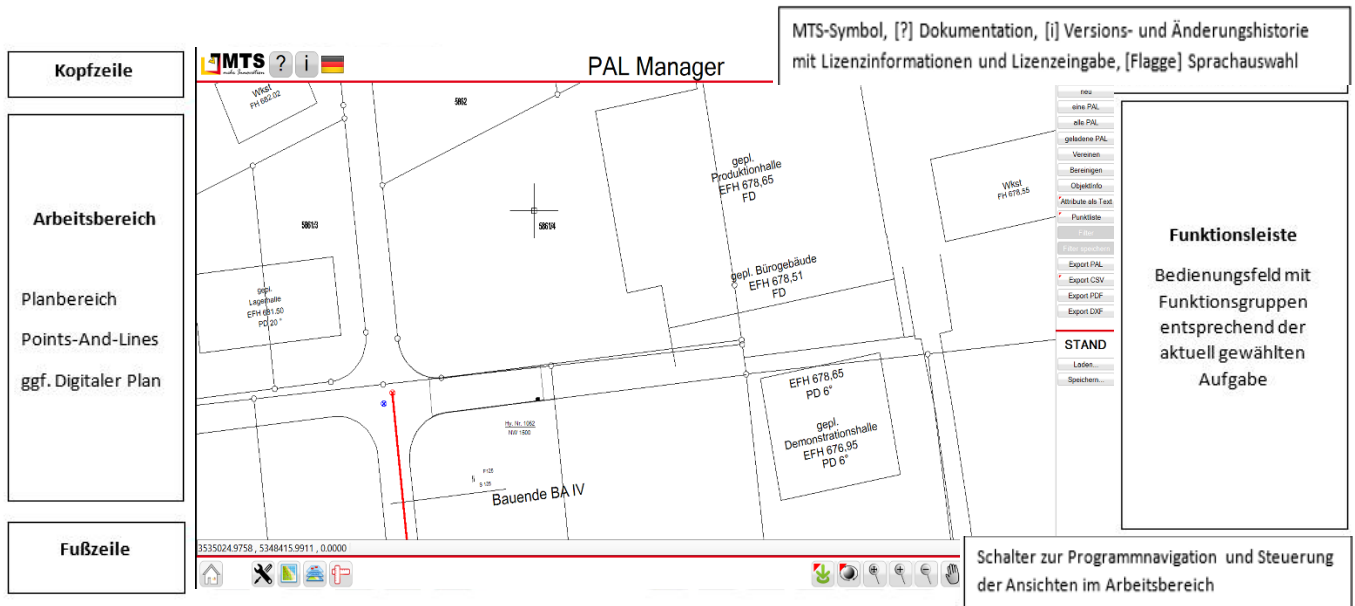 MTS-Symbol, [?] Dokumentation, [i] Versions- und Änderungshistorie
mit Lizenzinformationen und Lizenzeingabe, [Flagge] Sprachauswahl
Kopfzeile
MTS
mehr Innovation
?
i
PAL Manager
Arbeitsbereich
Planbereich
Points-And-Lines
ggf. Digitaler Plan
Wkst
FH 682.02
5862
gepl.
Produktionhalle
EFH 678,65
FD
Wkst
FH 678,55
5861/3
5861/4
gepl. Bürogebäude
EFH 678,51
FD
gepl.
Lagerhalle
EFH 681.50
PD 20 °
EFH 678,65
PD 6°
gepl.
Demonstrationshalle
EFH 676,95
PD 6°
NW 1500
Bauende BA IV
neu
eine PAL
alle PAL
geladene PAL
Vereinen
Bereinigen
Objektinfo
Attribute als Text
Punktliste
Filter
Filter speichern
Export PAL
Export CSV
Export PDF
Export DXF
STAND
Laden...
Speichern...
Funktionsleiste
Bedienungsfeld mit
Funktionsgruppen
entsprechend der
aktuell gewählten
Aufgabe
Fußzeile
3535024.9758 , 5348415.9911 , 0.0000
Schalter zur Programmnavigation und Steuerung
der Ansichten im Arbeitsbereich